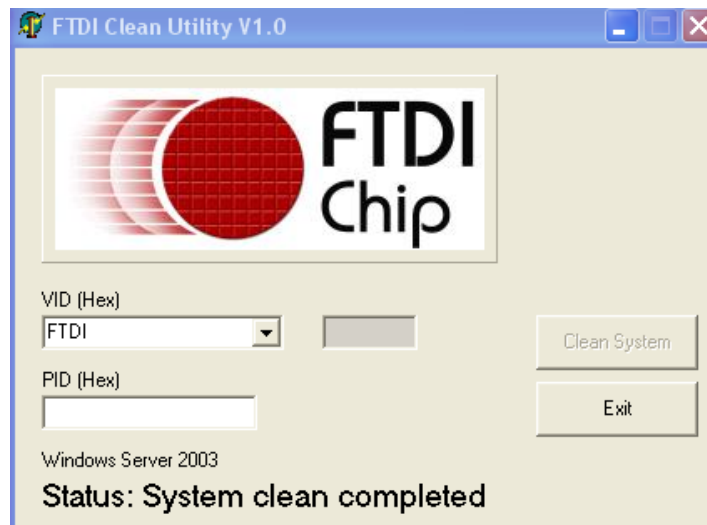 FTDI Clean Utility V1.0
FTDI
Chip
VID (Hex)
FTDI
Clean System
PID (Hex)
Exit
Windows Server 2003
Status: System clean completed